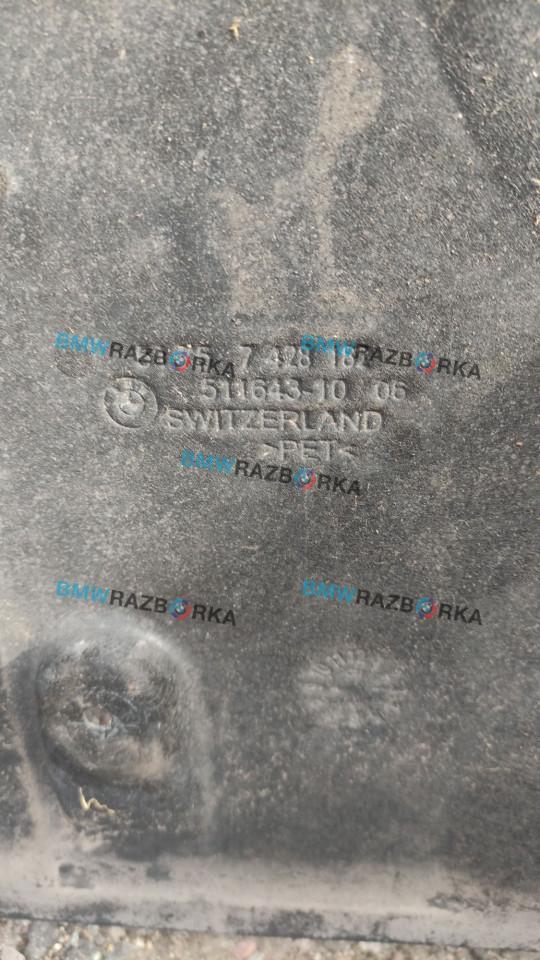 BMWRAZBORKA BMWRAZBORKA
7 428
511643-10 06
SWITZERLAND
>PET<
BMWRAZBORKA
BMWRAZBORKA BMWRAZBORKA